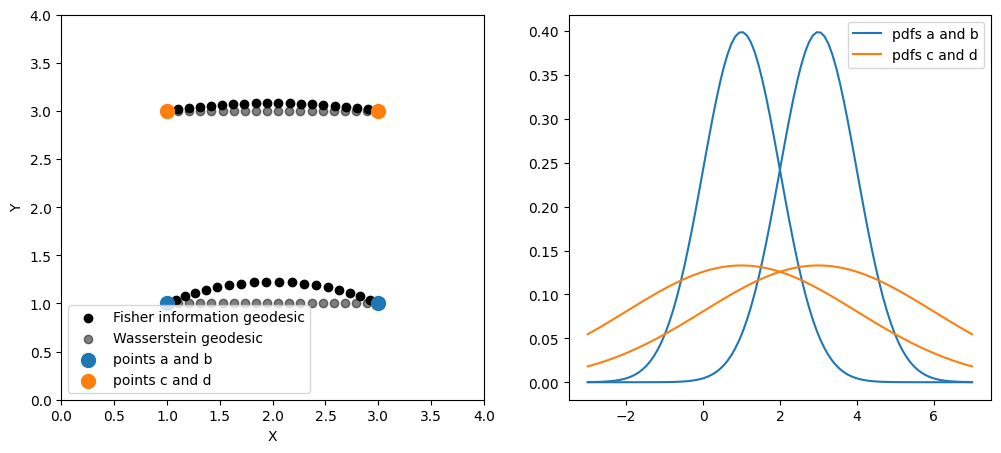 4.0
3.5
3.0
2.5
2.0
1.5
1.0
0.5
0.0
Y
Fisher information geodesic
Wasserstein geodesic
points a and b
points c and d
0.0 0.5 1.0 1.5 2.0 2.5 3.0 3.5 4.0
X
pdfs a and b
pdfs c and d
0.40
0.35
0.30
0.25
0.20
0.15
0.10
0.05
0.00
−2 0 2 4 6